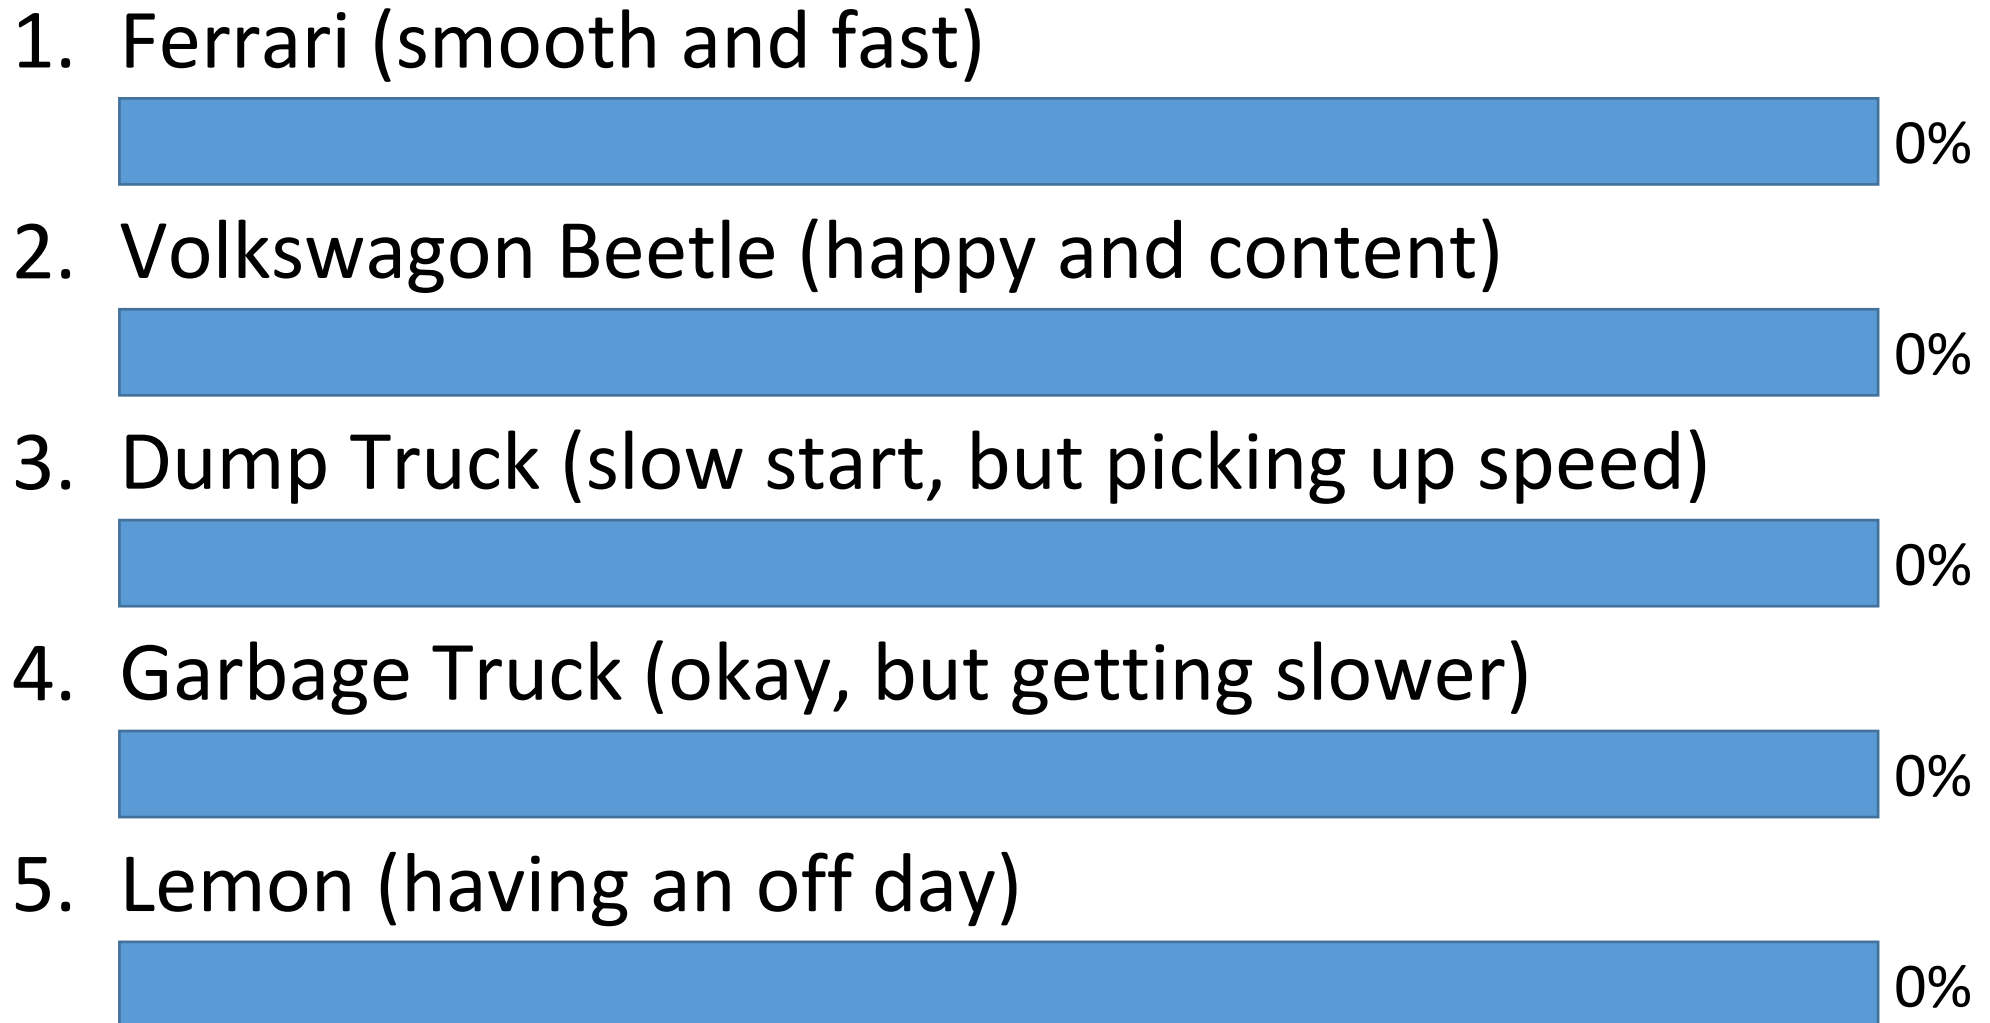 1. Ferrari (smooth and fast)
0%
2. Volkswagon Beetle (happy and content)
0%
3. Dump Truck (slow start, but picking up speed)
0%
4. Garbage Truck (okay, but getting slower)
0%
5. Lemon (having an off day)
0%